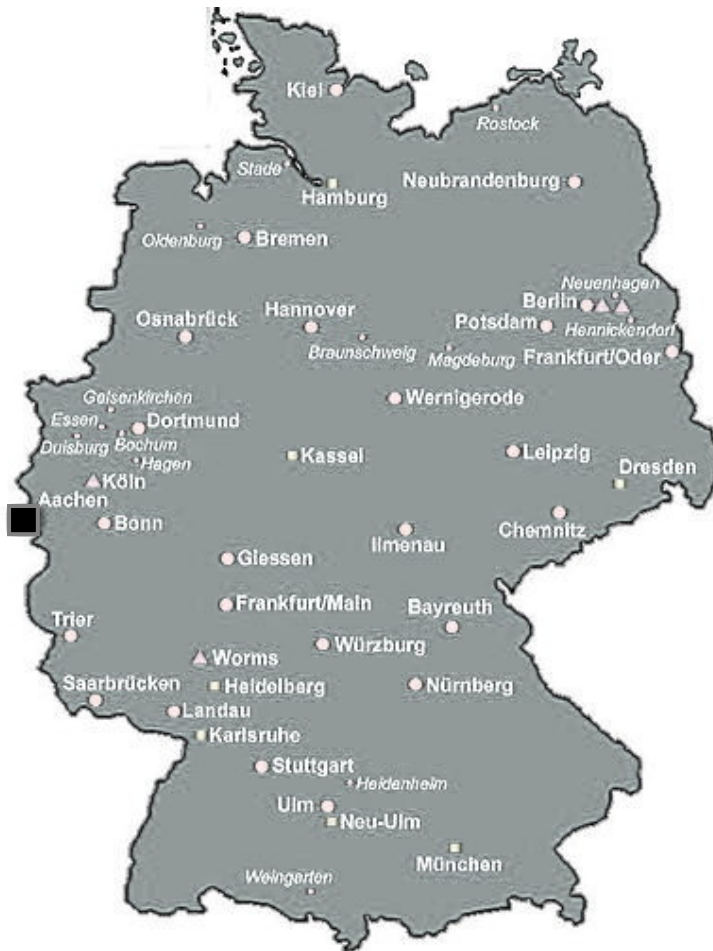 Kiel
Rostock
Stade
Hamburg
Neubrandenburg
Oldenburg
Bremen
Neuenhagen
Berlin
Hannover
Osnabrück
Potsdam
Hennickendorf
Braunschweig
Magdeburg
Frankfurt/Oder
Gelsenkirchen
Wernigerode
Essen
Dortmund
Duisburg
Bochum
Hagen
Kassel
Leipzig
Dresden
Köln
Aachen
Bonn
Ilmenau
Chemnitz
Giessen
Frankfurt/Main
Bayreuth
Trier
Würzburg
Worms
Saarbrücken
Heidelberg
Nürnberg
Landau
Karlsruhe
Stuttgart
Heidenheim
Ulm
Neu-Ulm
München
Weingarten